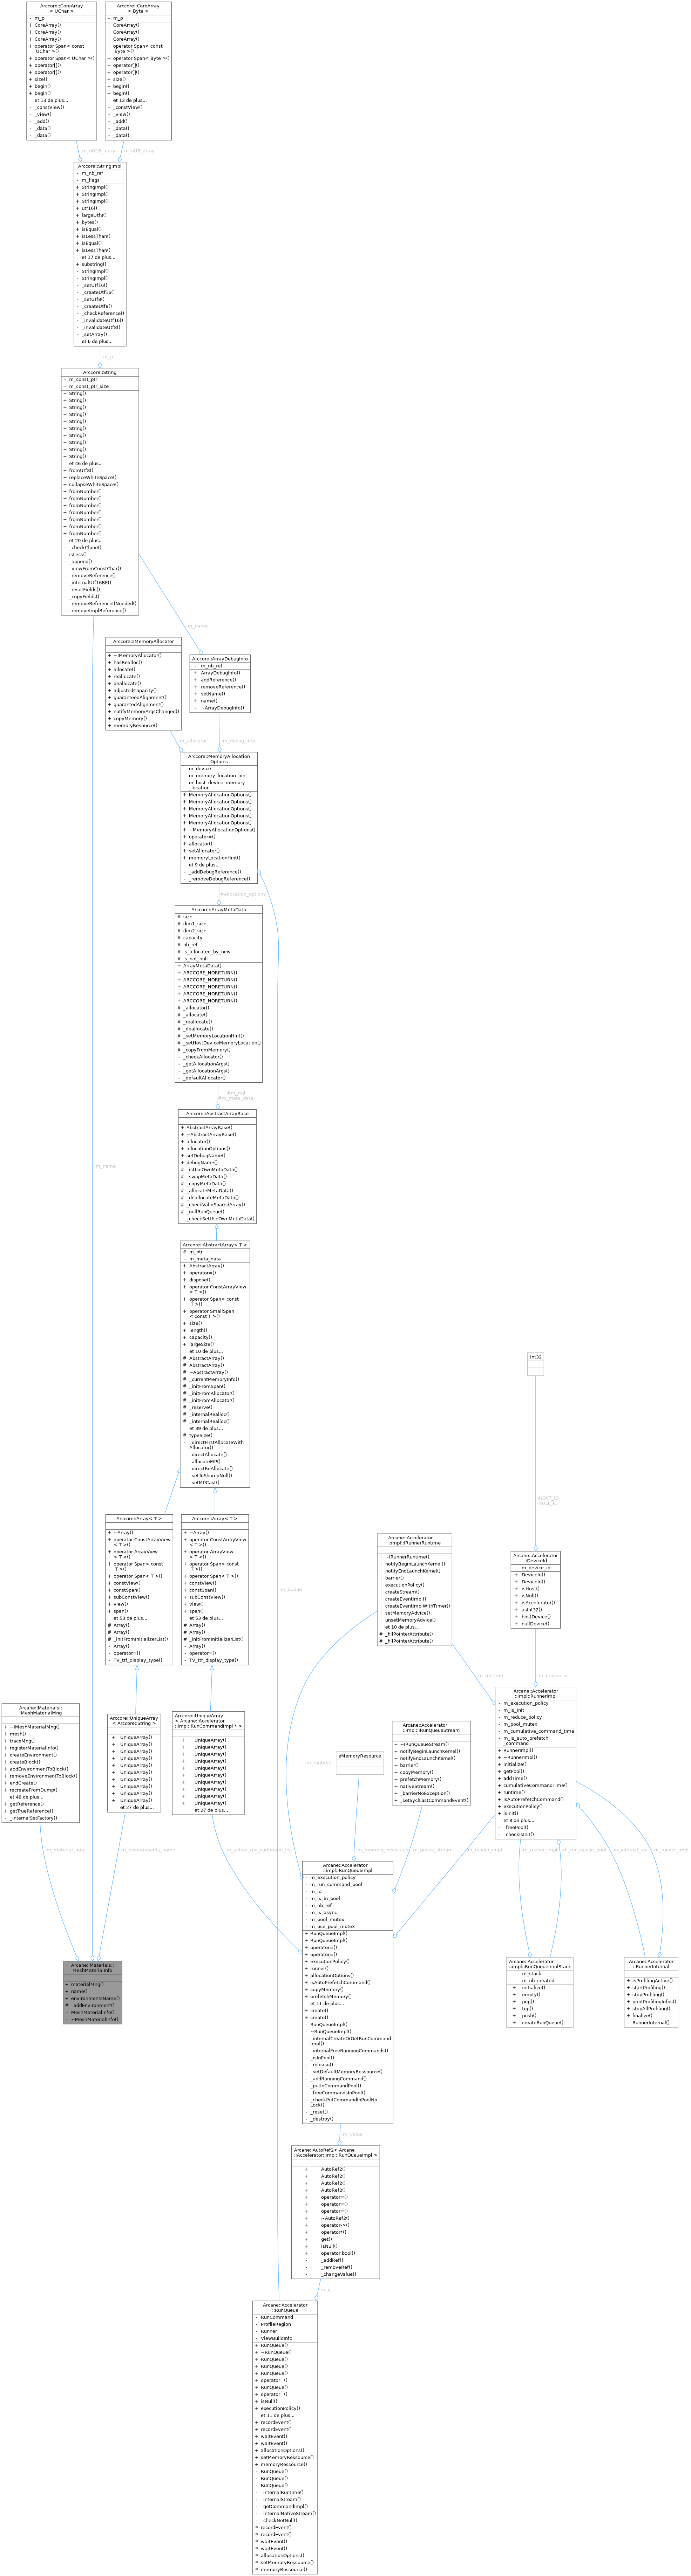 Arccore::CoreArray
< UChar >
- m_p
+ CoreArray()
+ CoreArray()
+ CoreArray()
+ operator Span< const
UChar >()
+ operator Span< UChar >()
+ operator[]()
+ operator[]()
+ size()
+ begin()
+ begin()
et 13 de plus...
- _constView()
- _view()
- _add()
- _data()
- _data()
Arccore::CoreArray
< Byte >
- m_p
+ CoreArray()
+ CoreArray()
+ CoreArray()
+ operator Span< const
Byte >()
+ operator Span< Byte >()
+ operator[]()
+ operator[]()
+ size()
+ begin()
+ begin()
et 13 de plus...
- _constView()
- _view()
- _add()
- _data()
- _data()
-m_utf16_array
-m_utf8_array
Arccore::StringImpl
- m_nb_ref
- m_flags
+ StringImpl()
+ StringImpl()
+ StringImpl()
+ utf16()
+ largeUtf8()
+ bytes()
+ isEqual()
+ isLessThan()
+ isEqual()
+ isLessThan()
et 17 de plus...
+ substring()
- StringImpl()
- StringImpl()
- _setUtf16()
- _createUtf16()
- _setUtf8()
- _createUtf8()
- _checkReference()
- _invalidateUtf16()
- _invalidateUtf8()
- _setArray()
et 6 de plus...
-m_p
Arccore::String
- m_const_ptr
- m_const_ptr_size
+ String()
+ String()
+ String()
+ String()
+ String()
+ String()
+ String()
+ String()
+ String()
+ String()
et 46 de plus...
+ fromUtf8()
+ replaceWhiteSpace()
+ collapseWhiteSpace()
+ fromNumber()
+ fromNumber()
+ fromNumber()
+ fromNumber()
+ fromNumber()
+ fromNumber()
+ fromNumber()
et 20 de plus...
- _checkClone()
- isLess()
- _append()
- _viewFromConstChar()
- _removeReference()
- _internalUtf16BE()
- _resetFields()
- _copyFields()
- _removeReferenceIfNeeded()
- _removeImplReference()
-m_name
Arccore::IMemoryAllocator
+ ~IMemoryAllocator()
+ hasRealloc()
+ allocate()
+ reallocate()
+ deallocate()
+ adjustedCapacity()
+ guaranteedAlignment()
+ guaranteedAlignment()
+ notifyMemoryArgsChanged()
+ copyMemory()
+ memoryResource()
Arccore::ArrayDebugInfo
- m_nb_ref
+ ArrayDebugInfo()
+ addReference()
+ removeReference()
+ setName()
+ name()
- ~ArrayDebugInfo()
-m_allocator
-m_debug_info
Arccore::MemoryAllocation
Options
- m_device
- m_memory_location_hint
- m_host_device_memory
_location
+ MemoryAllocationOptions()
+ MemoryAllocationOptions()
+ MemoryAllocationOptions()
+ MemoryAllocationOptions()
+ MemoryAllocationOptions()
+ ~MemoryAllocationOptions()
+ operator=()
+ allocator()
+ setAllocator()
+ memoryLocationHint()
et 9 de plus...
- _addDebugReference()
- _removeDebugReference()
#allocation_options
Arccore::ArrayMetaData
# size
# dim1_size
# dim2_size
# capacity
# nb_ref
# is_allocated_by_new
# is_not_null
+ ArrayMetaData()
+ ARCCORE_NORETURN()
+ ARCCORE_NORETURN()
+ ARCCORE_NORETURN()
+ ARCCORE_NORETURN()
+ ARCCORE_NORETURN()
# _allocator()
# _allocate()
# _reallocate()
# _deallocate()
# _setMemoryLocationHint()
# _setHostDeviceMemoryLocation()
# _copyFromMemory()
- _checkAllocator()
- _getAllocationArgs()
- _getAllocationArgs()
- _defaultAllocator()
#m_md
#m_meta_data
Arccore::AbstractArrayBase
+ AbstractArrayBase()
+ ~AbstractArrayBase()
+ allocator()
+ allocationOptions()
+ setDebugName()
+ debugName()
# _isUseOwnMetaData()
# _swapMetaData()
# _copyMetaData()
# _allocateMetaData()
# _deallocateMetaData()
# _checkValidSharedArray()
# _nullRunQueue()
- _checkSetUseOwnMetaData()
-m_name
Arccore::AbstractArray< T >
# m_ptr
- m_meta_data
+ AbstractArray()
+ operator=()
+ dispose()
+ operator ConstArrayView
< T >()
+ operator Span< const
T >()
+ operator SmallSpan
< const T >()
+ size()
+ length()
+ capacity()
+ largeSize()
et 10 de plus...
# AbstractArray()
# AbstractArray()
# ~AbstractArray()
# _currentMemoryInfo()
# _initFromSpan()
# _initFromAllocator()
# _initFromAllocator()
# _reserve()
# _internalRealloc()
# _internalRealloc()
et 39 de plus...
# typeSize()
- _directFirstAllocateWith
Allocator()
- _directAllocate()
- _allocateMP()
- _directReAllocate()
- _setToSharedNull()
- _setMPCast()
Int32
-HOST_ID
-NULL_ID
Arccore::Array< T >
+ ~Array()
+ operator ConstArrayView
< T >()
+ operator ArrayView
< T >()
+ operator Span< const
T >()
+ operator Span< T >()
+ constView()
+ constSpan()
+ subConstView()
+ view()
+ span()
et 53 de plus...
# Array()
# Array()
# _initFromInitializerList()
- Array()
- operator=()
- TV_ttf_display_type()
Arccore::Array< T >
+ ~Array()
+ operator ConstArrayView
< T >()
+ operator ArrayView
< T >()
+ operator Span< const
T >()
+ operator Span< T >()
+ constView()
+ constSpan()
+ subConstView()
+ view()
+ span()
et 53 de plus...
# Array()
# Array()
# _initFromInitializerList()
- Array()
- operator=()
- TV_ttf_display_type()
-m_queue
Arcane::Accelerator
::impl::IRunnerRuntime
+ ~IRunnerRuntime()
+ notifyBeginLaunchKernel()
+ notifyEndLaunchKernel()
+ barrier()
+ executionPolicy()
+ createStream()
+ createEventImpl()
+ createEventImplWithTimer()
+ setMemoryAdvice()
+ unsetMemoryAdvice()
et 10 de plus...
# _fillPointerAttribute()
# _fillPointerAttribute()
Arcane::Accelerator
::DeviceId
- m_device_id
+ DeviceId()
+ DeviceId()
+ isHost()
+ isNull()
+ isAccelerator()
+ asInt32()
+ hostDevice()
+ nullDevice()
-m_runtime
-m_device_id
Arcane::Materials::
IMeshMaterialMng
+ ~IMeshMaterialMng()
+ mesh()
+ traceMng()
+ registerMaterialInfo()
+ createEnvironment()
+ createBlock()
+ addEnvironmentToBlock()
+ removeEnvironmentToBlock()
+ endCreate()
+ recreateFromDump()
et 48 de plus...
+ getReference()
+ getTrueReference()
- _internalSetFactory()
Arccore::UniqueArray
< Arccore::String >
+ UniqueArray()
+ UniqueArray()
+ UniqueArray()
+ UniqueArray()
+ UniqueArray()
+ UniqueArray()
+ UniqueArray()
+ UniqueArray()
+ UniqueArray()
+ UniqueArray()
et 27 de plus...
Arccore::UniqueArray
< Arcane::Accelerator
::impl::RunCommandImpl * >
+ UniqueArray()
+ UniqueArray()
+ UniqueArray()
+ UniqueArray()
+ UniqueArray()
+ UniqueArray()
+ UniqueArray()
+ UniqueArray()
+ UniqueArray()
+ UniqueArray()
et 27 de plus...
-m_runtime
eMemoryResource
Arcane::Accelerator
::impl::IRunQueueStream
+ ~IRunQueueStream()
+ notifyBeginLaunchKernel()
+ notifyEndLaunchKernel()
+ barrier()
+ copyMemory()
+ prefetchMemory()
+ nativeStream()
+ _barrierNoException()
+ _setSyclLastCommandEvent()
Arcane::Accelerator
::impl::RunnerImpl
- m_execution_policy
- m_is_init
- m_reduce_policy
- m_pool_mutex
- m_cumulative_command_time
- m_is_auto_prefetch
_command
+ RunnerImpl()
+ ~RunnerImpl()
+ initialize()
+ getPool()
+ addTime()
+ cumulativeCommandTime()
+ runtime()
+ isAutoPrefetchCommand()
+ executionPolicy()
+ isInit()
et 8 de plus...
- _freePool()
- _checkIsInit()
-m_material_mng
-m_environments_name
-m_active_run_command_list
-m_memory_ressource
-m_queue_stream
-m_runner_impl
-m_runner_impl
-m_run_queue_pool
-m_internal_api
-m_runner_impl
Arcane::Materials::
MeshMaterialInfo
+ materialMng()
+ name()
+ environmentsName()
# _addEnvironment()
- MeshMaterialInfo()
- ~MeshMaterialInfo()
Arcane::Accelerator
::impl::RunQueueImpl
- m_execution_policy
- m_run_command_pool
- m_id
- m_is_in_pool
- m_nb_ref
- m_is_async
- m_pool_mutex
- m_use_pool_mutex
+ RunQueueImpl()
+ RunQueueImpl()
+ operator=()
+ operator=()
+ executionPolicy()
+ runner()
+ allocationOptions()
+ isAutoPrefetchCommand()
+ copyMemory()
+ prefetchMemory()
et 11 de plus...
+ create()
+ create()
- RunQueueImpl()
- ~RunQueueImpl()
- _internalCreateOrGetRunCommand
Impl()
- _internalFreeRunningCommands()
- _isInPool()
- _release()
- _setDefaultMemoryRessource()
- _addRunningCommand()
- _putInCommandPool()
- _freeCommandsInPool()
- _checkPutCommandInPoolNo
Lock()
- _reset()
- _destroy()
Arcane::Accelerator
::impl::RunQueueImplStack
- m_stack
- m_nb_created
+ initialize()
+ empty()
+ pop()
+ top()
+ push()
+ createRunQueue()
Arcane::Accelerator
::RunnerInternal
+ isProfilingActive()
+ startProfiling()
+ stopProfiling()
+ printProfilingInfos()
+ stopAllProfiling()
+ finalize()
- RunnerInternal()
-m_value
Arcane::AutoRef2< Arcane
::Accelerator::impl::RunQueueImpl >
+ AutoRef2()
+ AutoRef2()
+ AutoRef2()
+ AutoRef2()
+ operator=()
+ operator=()
+ operator=()
+ ~AutoRef2()
+ operator->()
+ operator*()
+ get()
+ isNull()
+ operator bool()
- _addRef()
- _removeRef()
- _changeValue()
-m_p
Arcane::Accelerator
::RunQueue
- RunCommand
- ProfileRegion
- Runner
- ViewBuildInfo
+ RunQueue()
+ ~RunQueue()
+ RunQueue()
+ RunQueue()
+ RunQueue()
+ operator=()
+ RunQueue()
+ operator=()
+ isNull()
+ executionPolicy()
et 11 de plus...
+ recordEvent()
+ recordEvent()
+ waitEvent()
+ waitEvent()
+ allocationOptions()
+ setMemoryRessource()
+ memoryRessource()
- RunQueue()
- RunQueue()
- RunQueue()
- _internalRuntime()
- _internalStream()
- _getCommandImpl()
- _internalNativeStream()
- _checkNotNull()
* recordEvent()
* recordEvent()
* waitEvent()
* waitEvent()
* allocationOptions()
* setMemoryRessource()
* memoryRessource()